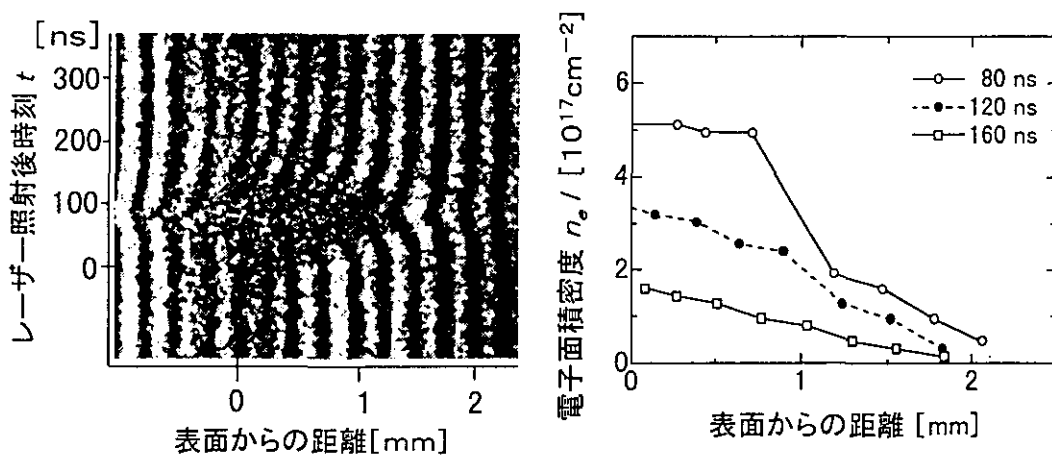 [ns]
300
200
100
0
レーザー照射後時刻 t
0 1 2
表面からの距離[mm]
電子面積密度 nₑ / [10¹⁷cm⁻²]
6
4
2
0
80 ns
120 ns
160 ns
0 1 2
表面からの距離 [mm]